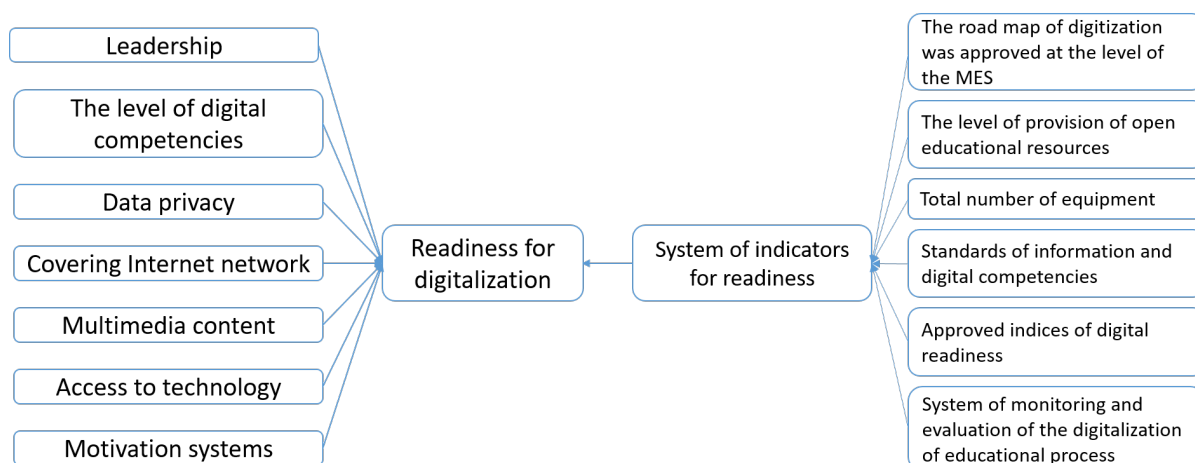 Leadership
The level of digital
competencies
Data privacy
Covering Internet network
Multimedia content
Access to technology
Motivation systems
Readiness for
digitalization
System of indicators
for readiness
The road map of digitization
was approved at the level of
the MES
The level of provision of open
educational resources
Total number of equipment
Standards of information and
digital competencies
Approved indices of digital
readiness
System of monitoring and
evaluation of the digitalization
of educational process